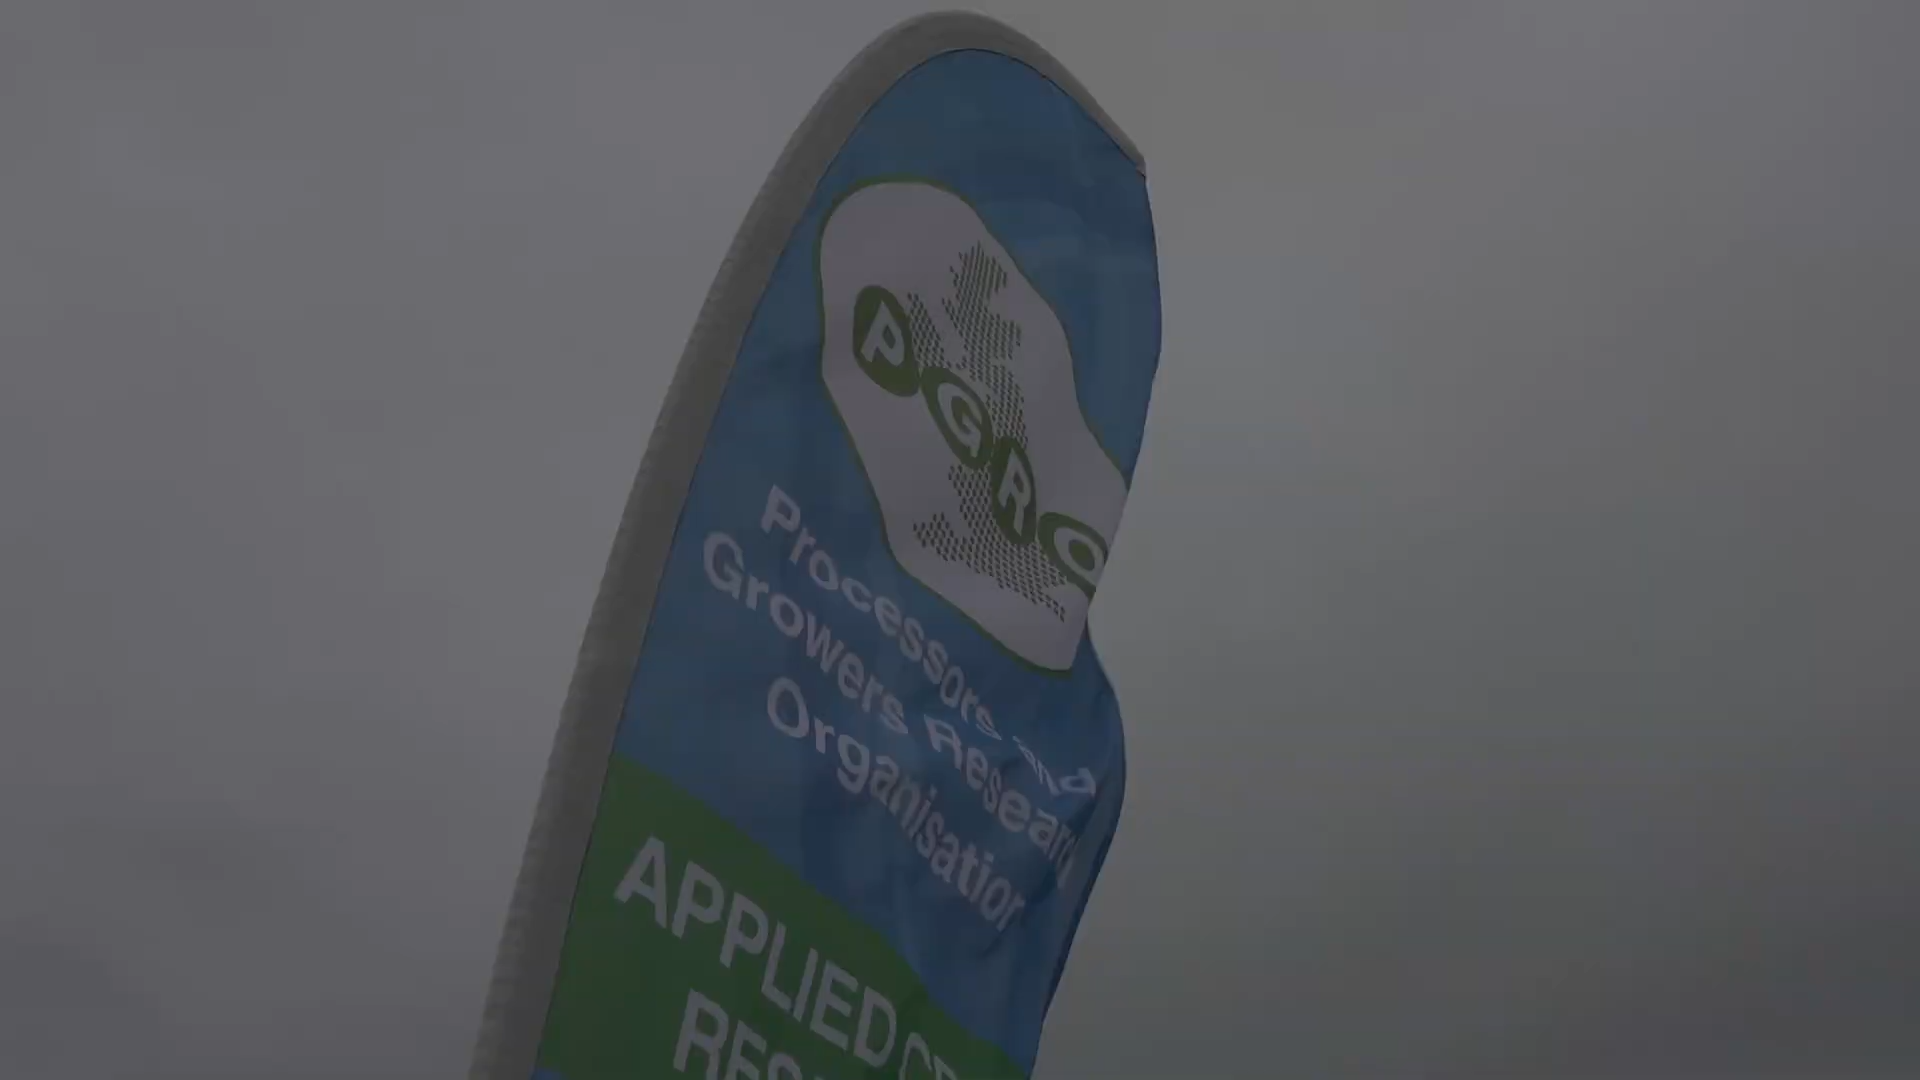 PGRO
Processors and
Growers Research
Organisation
APPLIED